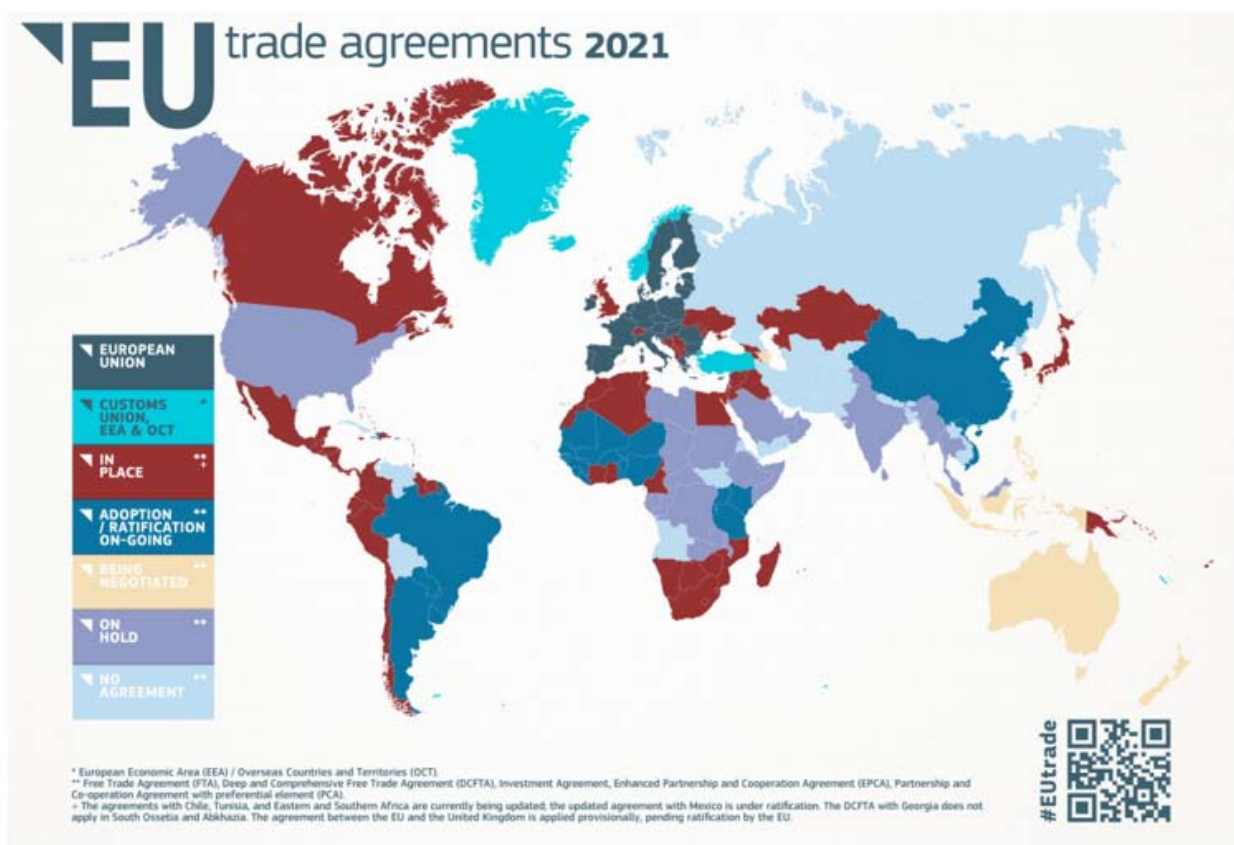 EU trade agreements 2021
EUROPEAN
UNION
CUSTOMS *
UNION,
EEA & OCT
IN **
PLACE +
ADOPTION **
/ RATIFICATION
ON-GOING
BEING **
NEGOTIATED
ON **
HOLD
NO **
AGREEMENT
* European Economic Area (EEA) / Overseas Countries and Territories (OCT).
** Free Trade Agreement (FTA), Deep and Comprehensive Free Trade Agreement (DCFTA), Investment Agreement, Enhanced Partnership and Cooperation Agreement (EPCA), Partnership and
Co-operation Agreement with preferential element (PCA).
+ The agreements with Chile, Tunisia, and Eastern and Southern Africa are currently being updated; the updated agreement with Mexico is under ratification. The DCFTA with Georgia does not
apply in South Ossetia and Abkhazia. The agreement between the EU and the United Kingdom is applied provisionally, pending ratification by the EU.
#EUtrade